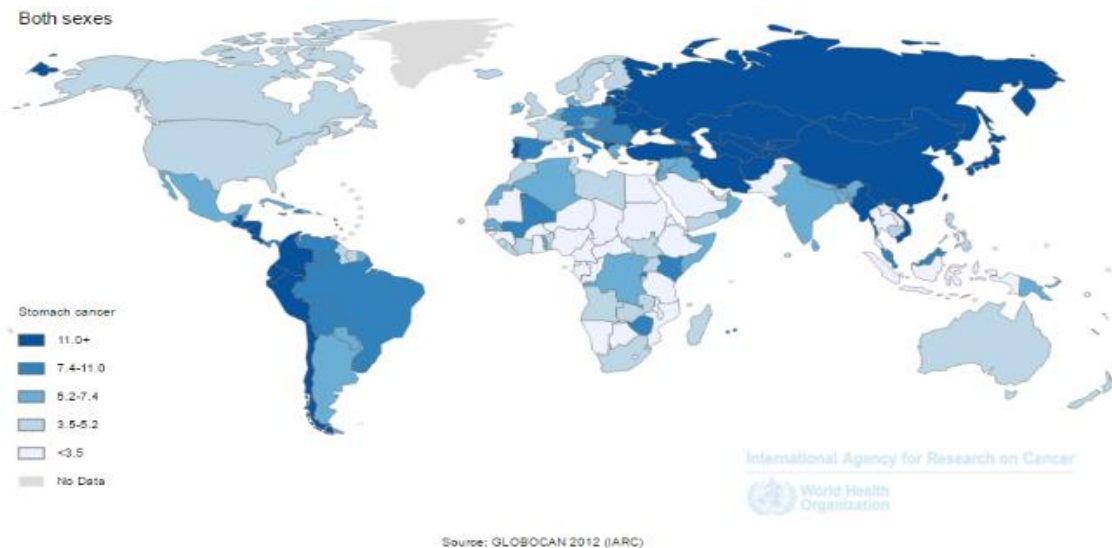 Both sexes
Stomach cancer
11.0+
7.4-11.0
5.2-7.4
3.5-5.2
<3.5
No Data
International Agency for Research on Cancer
World Health
Organization
Source: GLOBOCAN 2012 (IARC)